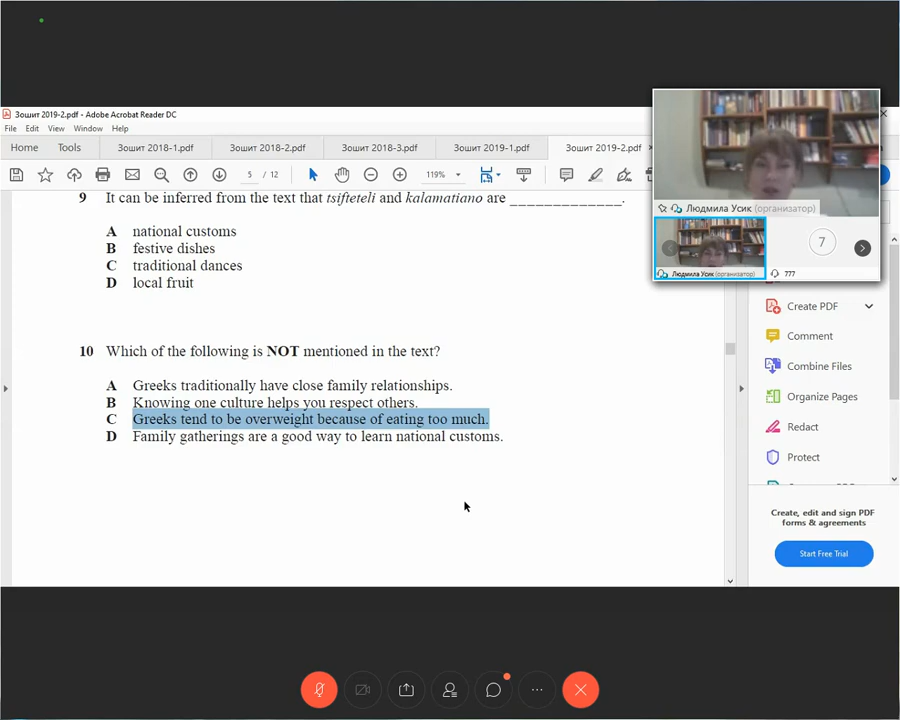 Зошит 2019-2.pdf - Adobe Acrobat Reader DC
File Edit View Window Help
Home Tools Зошит 2018-1.pdf Зошит 2018-2.pdf Зошит 2018-3.pdf Зошит 2019-1.pdf Зошит 2019-2.pdf
5 / 12 119%
9 It can be inferred from the text that tsifteteli and kalamatiano are _____________.
A national customs
B festive dishes
C traditional dances
D local fruit
10 Which of the following is NOT mentioned in the text?
A Greeks traditionally have close family relationships.
B Knowing one culture helps you respect others.
C Greeks tend to be overweight because of eating too much.
D Family gatherings are a good way to learn national customs.
Людмила Усик (организатор)
Людмила Усик (организатор)
7
777
Create PDF
Comment
Combine Files
Organize Pages
Redact
Protect
Create, edit and sign PDF
forms & agreements
Start Free Trial